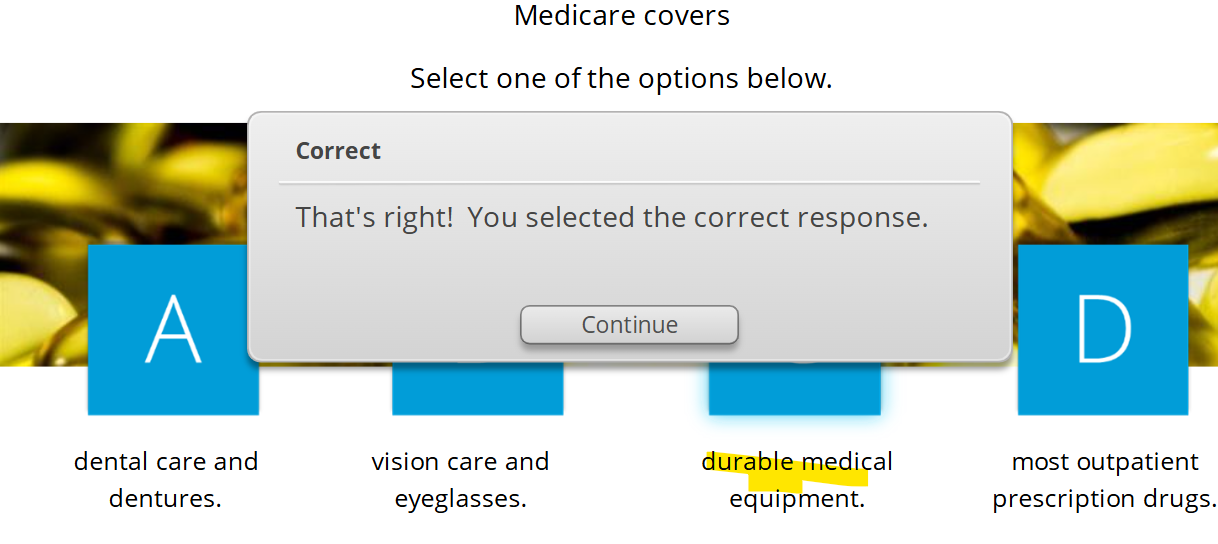 Medicare covers
Select one of the options below.
Correct
That's right!  You selected the correct response.
Continue
A
D
dental care and
dentures.
vision care and
eyeglasses.
durable medical
equipment.
most outpatient
prescription drugs.